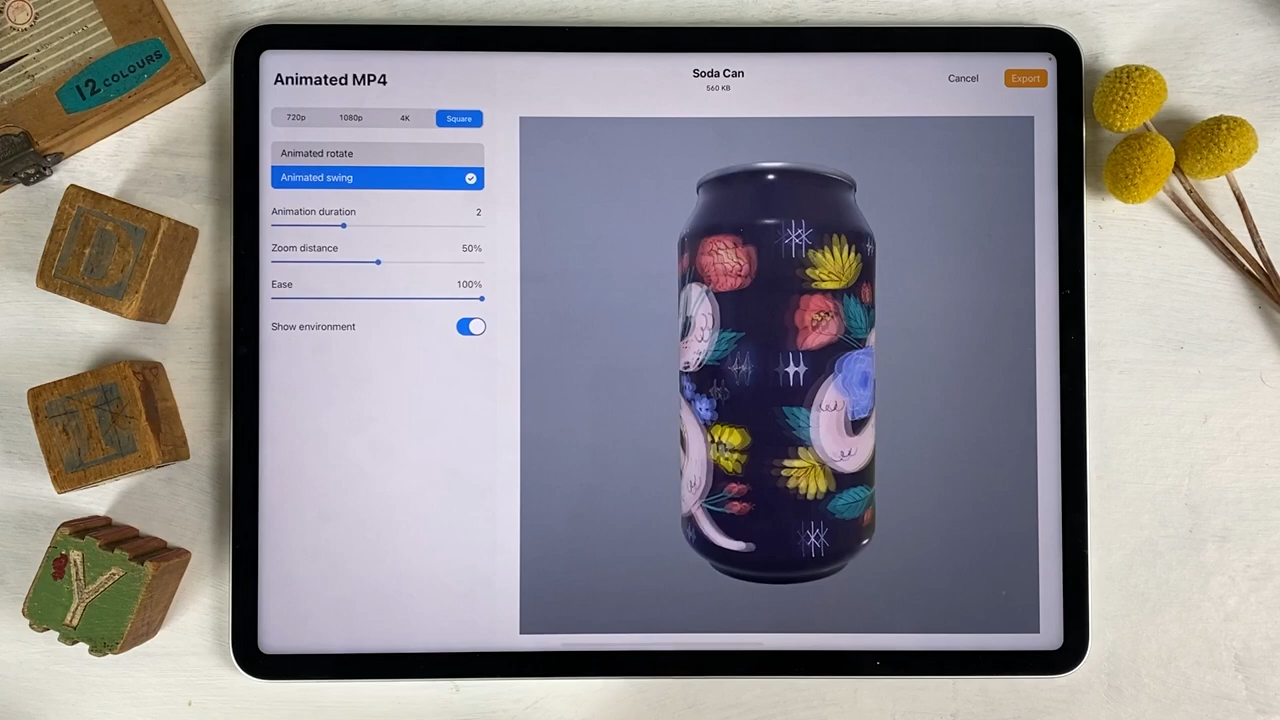 12 COLOURS
D
I
Y
Animated MP4
720p 1080p 4K Square
Animated rotate
Animated swing
Animation duration 2
Zoom distance 50%
Ease 100%
Show environment
Soda Can
560 KB
Cancel
Export